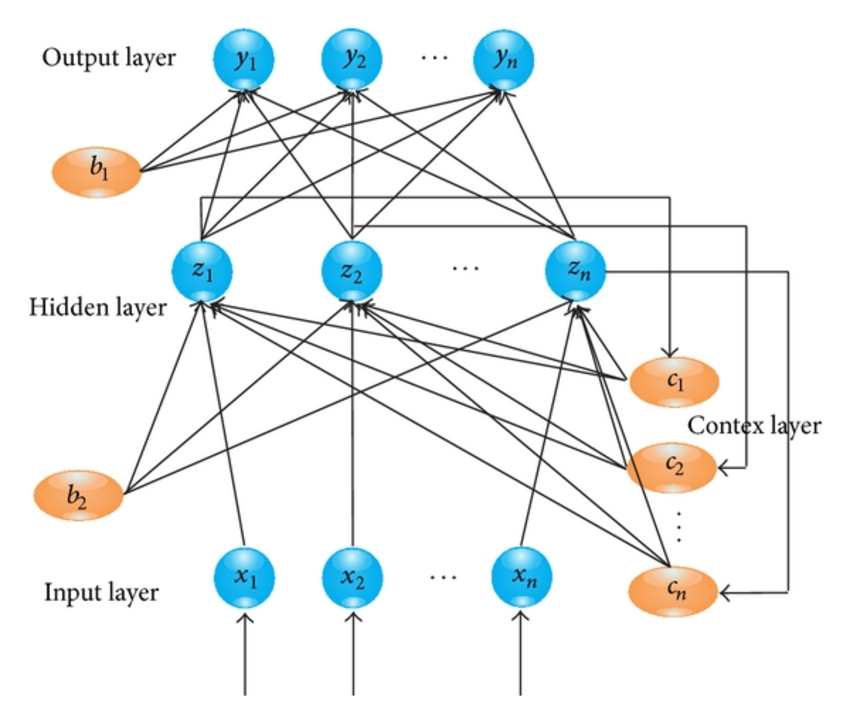 Output layer
y1 y2 ... yn
b1
z1 z2 ... zn
Hidden layer
c1
Contex layer
c2
b2
⋮
x1 x2 ... xn
Input layer
cn